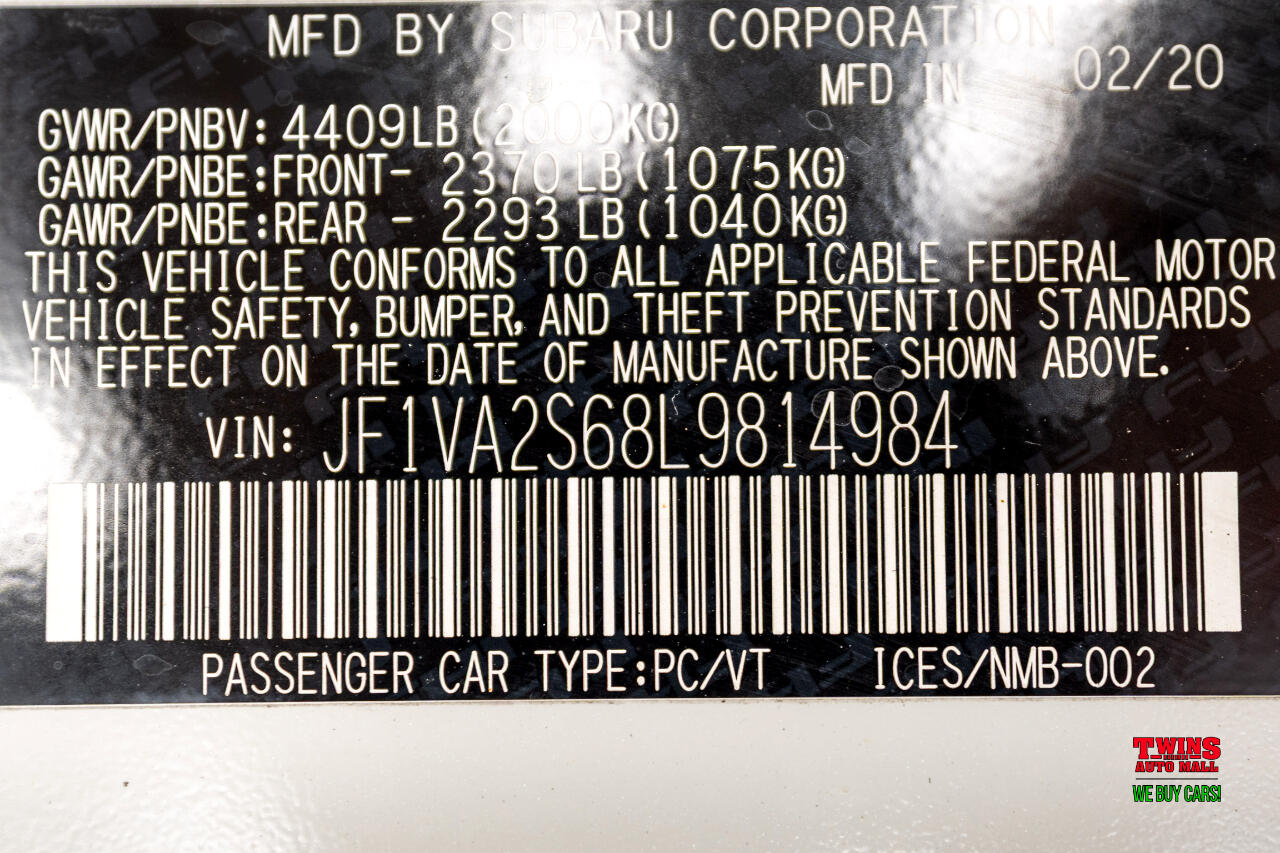 MFD BY SUBARU CORPORATION
MFD IN 02/20
GVWR/PNBV: 4409LB (2000KG)
GAWR/PNBE:FRONT- 2370 LB (1075KG)
GAWR/PNBE:REAR - 2293 LB (1040KG)
THIS VEHICLE CONFORMS TO ALL APPLICABLE FEDERAL MOTOR
VEHICLE SAFETY, BUMPER, AND THEFT PREVENTION STANDARDS
IN EFFECT ON THE DATE OF MANUFACTURE SHOWN ABOVE.
VIN: JF1VA2S68L9814984
PASSENGER CAR TYPE:PC/VT ICES/NMB-002
TWINS
AUTO MALL
WE BUY CARS!